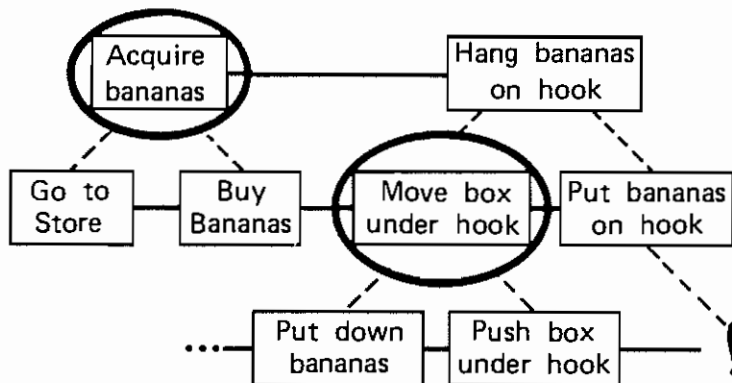 Acquire
bananas
Hang bananas
on hook
Go to
Store
Buy
Bananas
Move box
under hook
Put bananas
on hook
Put down
bananas
Push box
under hook